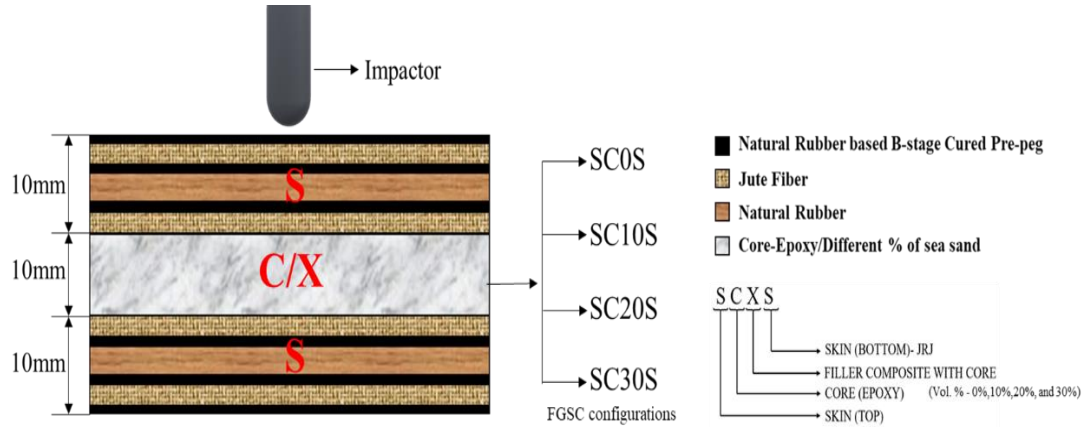 Impactor
10mm
10mm
10mm
S
C/X
S
SC0S
SC10S
SC20S
SC30S
FGSC configurations
Natural Rubber based B-stage Cured Pre-peg
Jute Fiber
Natural Rubber
Core-Epoxy/Different % of sea sand
S C X S
SKIN (BOTTOM)- JRJ
FILLER COMPOSITE WITH CORE
CORE (EPOXY) (Vol. % - 0%,10%,20%, and 30%)
SKIN (TOP)